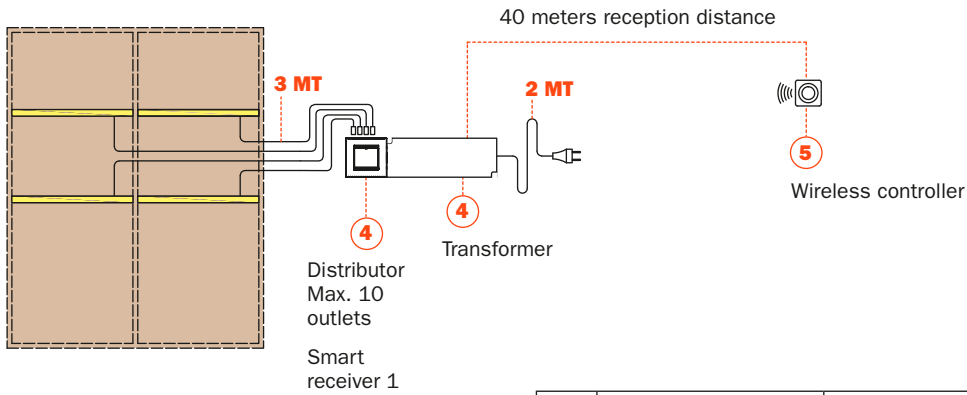 40 meters reception distance
3 MT
2 MT
5
Wireless controller
4
4
Transformer
Distributor
Max. 10
outlets
Smart
receiver 1